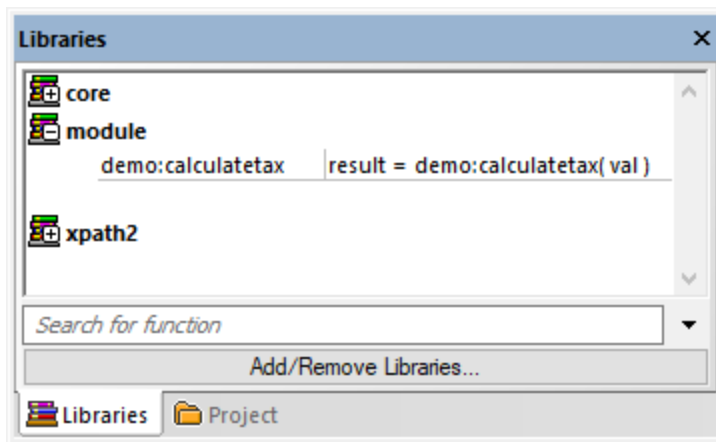 Libraries
core
module
demo:calculatetax result = demo:calculatetax( val )
xpath2
Search for function
Add/Remove Libraries...
Libraries Project